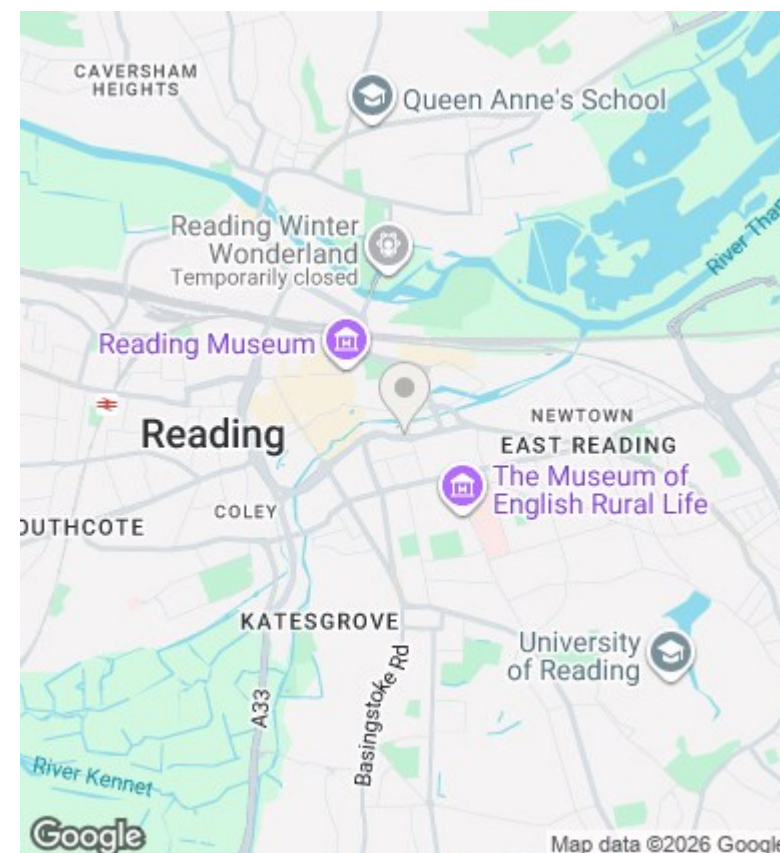 CAVERSHAM
HEIGHTS
Queen Anne's School
Reading Winter
Wonderland
Temporarily closed
River Thar
Reading Museum
Reading
NEWTOWN
EAST READING
The Museum of
English Rural Life
COLEY
OUTHCOTE
KATESGROVE
University
of Reading
Basingstoke Rd
A33
River Kennet
Google
Map data ©2026 Google